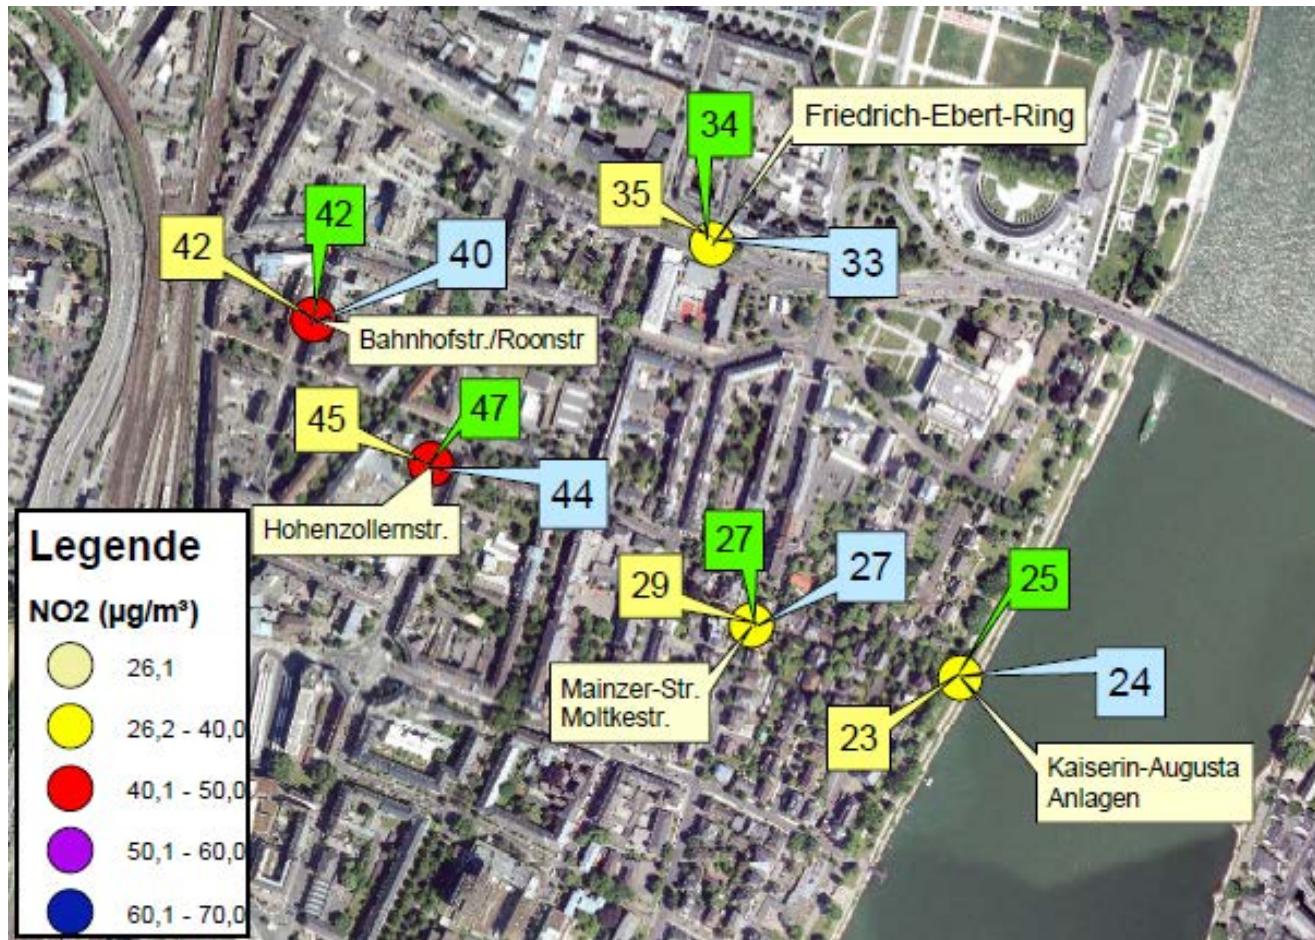 34
Friedrich-Ebert-Ring
35
33
42
42
40
Bahnhofstr./Roonstr
45
47
44
Hohenzollernstr.
27
29
27
25
Mainzer-Str.
Moltkestr.
24
23
Kaiserin-Augusta
Anlagen
Legende
NO2 (µg/m³)
26,1
26,2 - 40,0
40,1 - 50,0
50,1 - 60,0
60,1 - 70,0